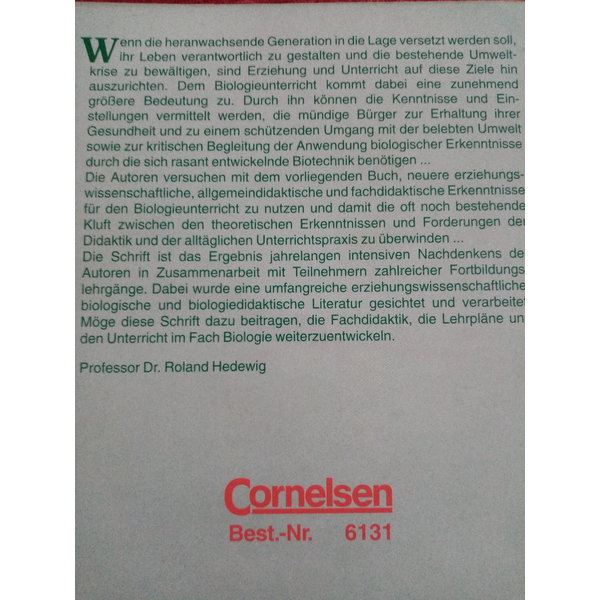 Wenn die heranwachsende Generation in die Lage versetzt werden soll,
ihr Leben verantwortlich zu gestalten und die bestehende Umwelt-
krise zu bewältigen, sind Erziehung und Unterricht auf diese Ziele hin
auszurichten. Dem Biologieunterricht kommt dabei eine zunehmend
größere Bedeutung zu. Durch ihn können die Kenntnisse und Ein-
stellungen vermittelt werden, die mündige Bürger zur Erhaltung ihrer
Gesundheit und zu einem schützenden Umgang mit der belebten Umwelt
sowie zur kritischen Begleitung der Anwendung biologischer Erkenntnisse
durch die sich rasant entwickelnde Biotechnik benötigen ...
Die Autoren versuchen mit dem vorliegenden Buch, neuere erziehungs-
wissenschaftliche, allgemeindidaktische und fachdidaktische Erkenntnisse
für den Biologieunterricht zu nutzen und damit die oft noch bestehende
Kluft zwischen den theoretischen Erkenntnissen und Forderungen der
Didaktik und der alltäglichen Unterrichtspraxis zu überwinden ...
Die Schrift ist das Ergebnis jahrelangen intensiven Nachdenkens de
Autoren in Zusammenarbeit mit Teilnehmern zahlreicher Fortbildungs
lehrgänge. Dabei wurde eine umfangreiche erziehungswissenschaftliche
biologische und biologiedidaktische Literatur gesichtet und verarbeite
Möge diese Schrift dazu beitragen, die Fachdidaktik, die Lehrpläne un
den Unterricht im Fach Biologie weiterzuentwickeln.
Professor Dr. Roland Hedewig
Cornelsen
Best.-Nr. 6131